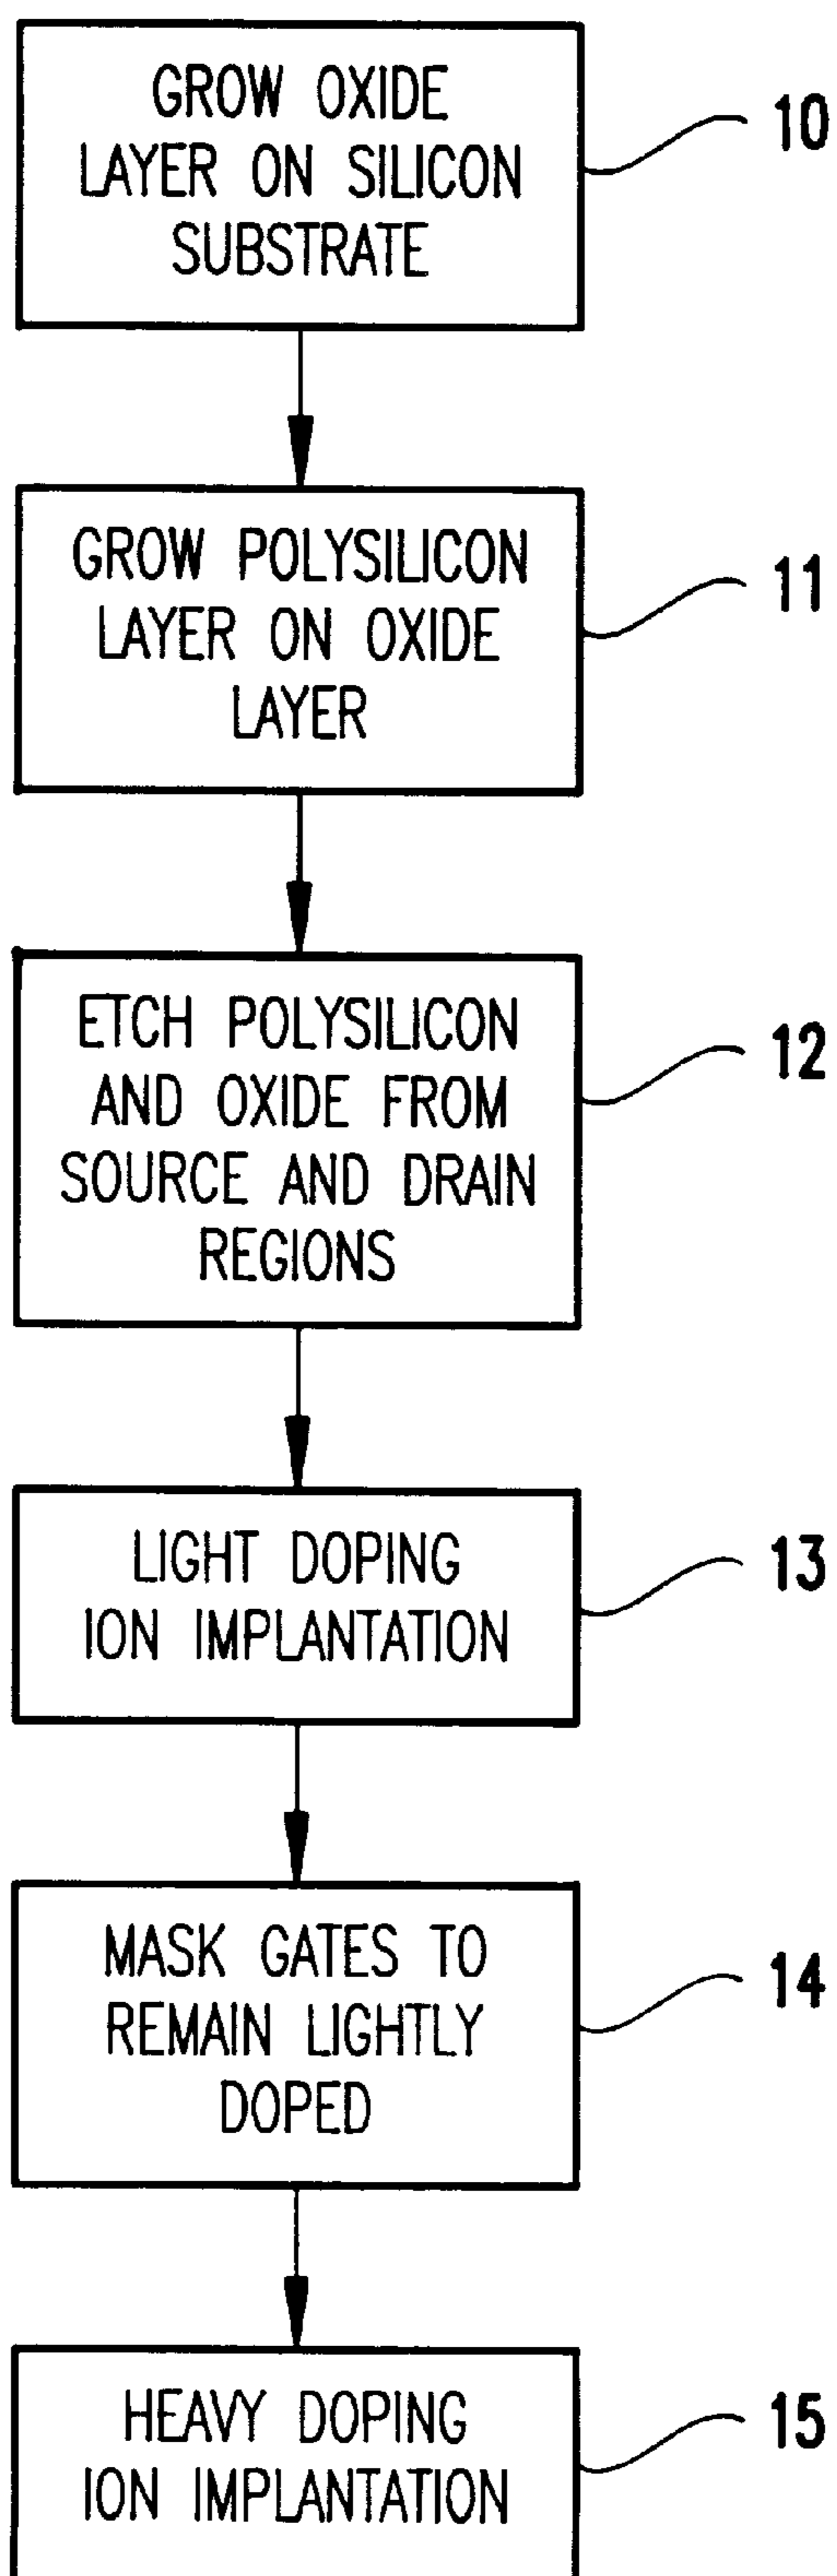 GROW OXIDE
LAYER ON SILICON
SUBSTRATE
10
GROW POLYSILICON
LAYER ON OXIDE
LAYER
11
ETCH POLYSILICON
AND OXIDE FROM
SOURCE AND DRAIN
REGIONS
12
LIGHT DOPING
ION IMPLANTATION
13
MASK GATES TO
REMAIN LIGHTLY
DOPED
14
HEAVY DOPING
ION IMPLANTATION
15